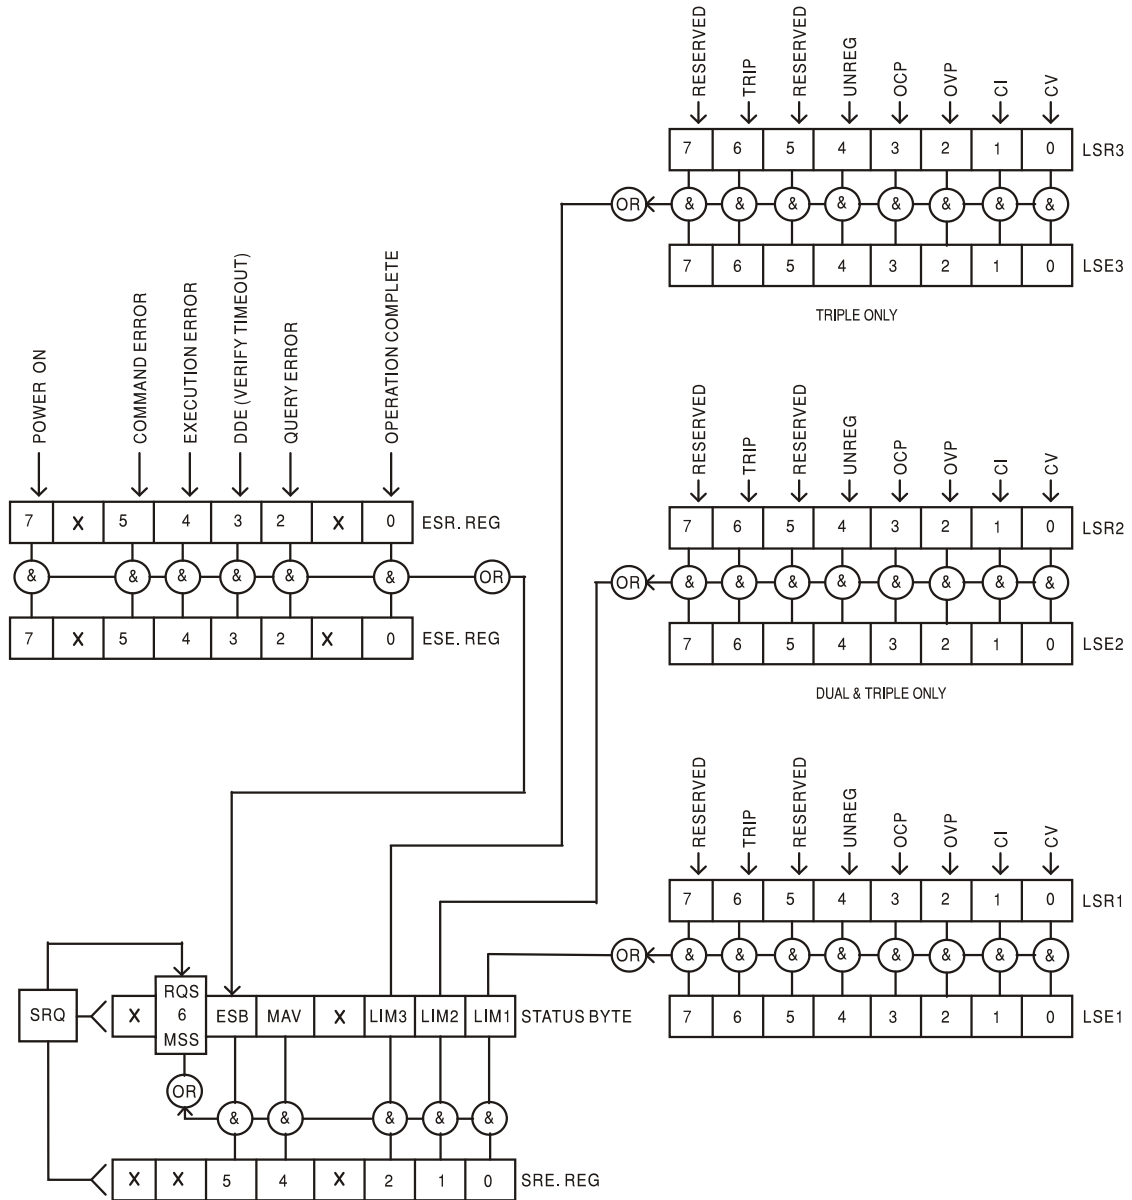 RESERVED TRIP RESERVED UNREG OCP OVP CI CV
7 6 5 4 3 2 1 0 LSR3
OR & & & & & & & &
7 6 5 4 3 2 1 0 LSE3
TRIPLE ONLY
POWER ON COMMAND ERROR EXECUTION ERROR DDE (VERIFY TIMEOUT) QUERY ERROR OPERATION COMPLETE
7 X 5 4 3 2 X 0 ESR. REG
& & & & & & OR
7 X 5 4 3 2 X 0 ESE. REG
RESERVED TRIP RESERVED UNREG OCP OVP CI CV
7 6 5 4 3 2 1 0 LSR2
OR & & & & & & & &
7 6 5 4 3 2 1 0 LSE2
DUAL & TRIPLE ONLY
RESERVED TRIP RESERVED UNREG OCP OVP CI CV
7 6 5 4 3 2 1 0 LSR1
OR & & & & & & & &
7 6 5 4 3 2 1 0 LSE1
SRQ
X RQS 6 MSS ESB MAV X LIM3 LIM2 LIM1 STATUS BYTE
OR
& & & & &
X X 5 4 X 2 1 0 SRE. REG